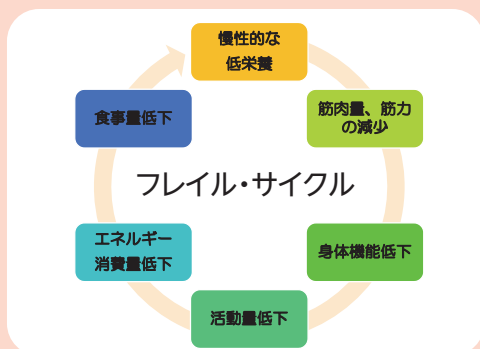 慢性的な
低栄養
筋肉量、筋力
の減少
身体機能低下
活動量低下
エネルギー
消費量低下
食事量低下
フレイル・サイクル